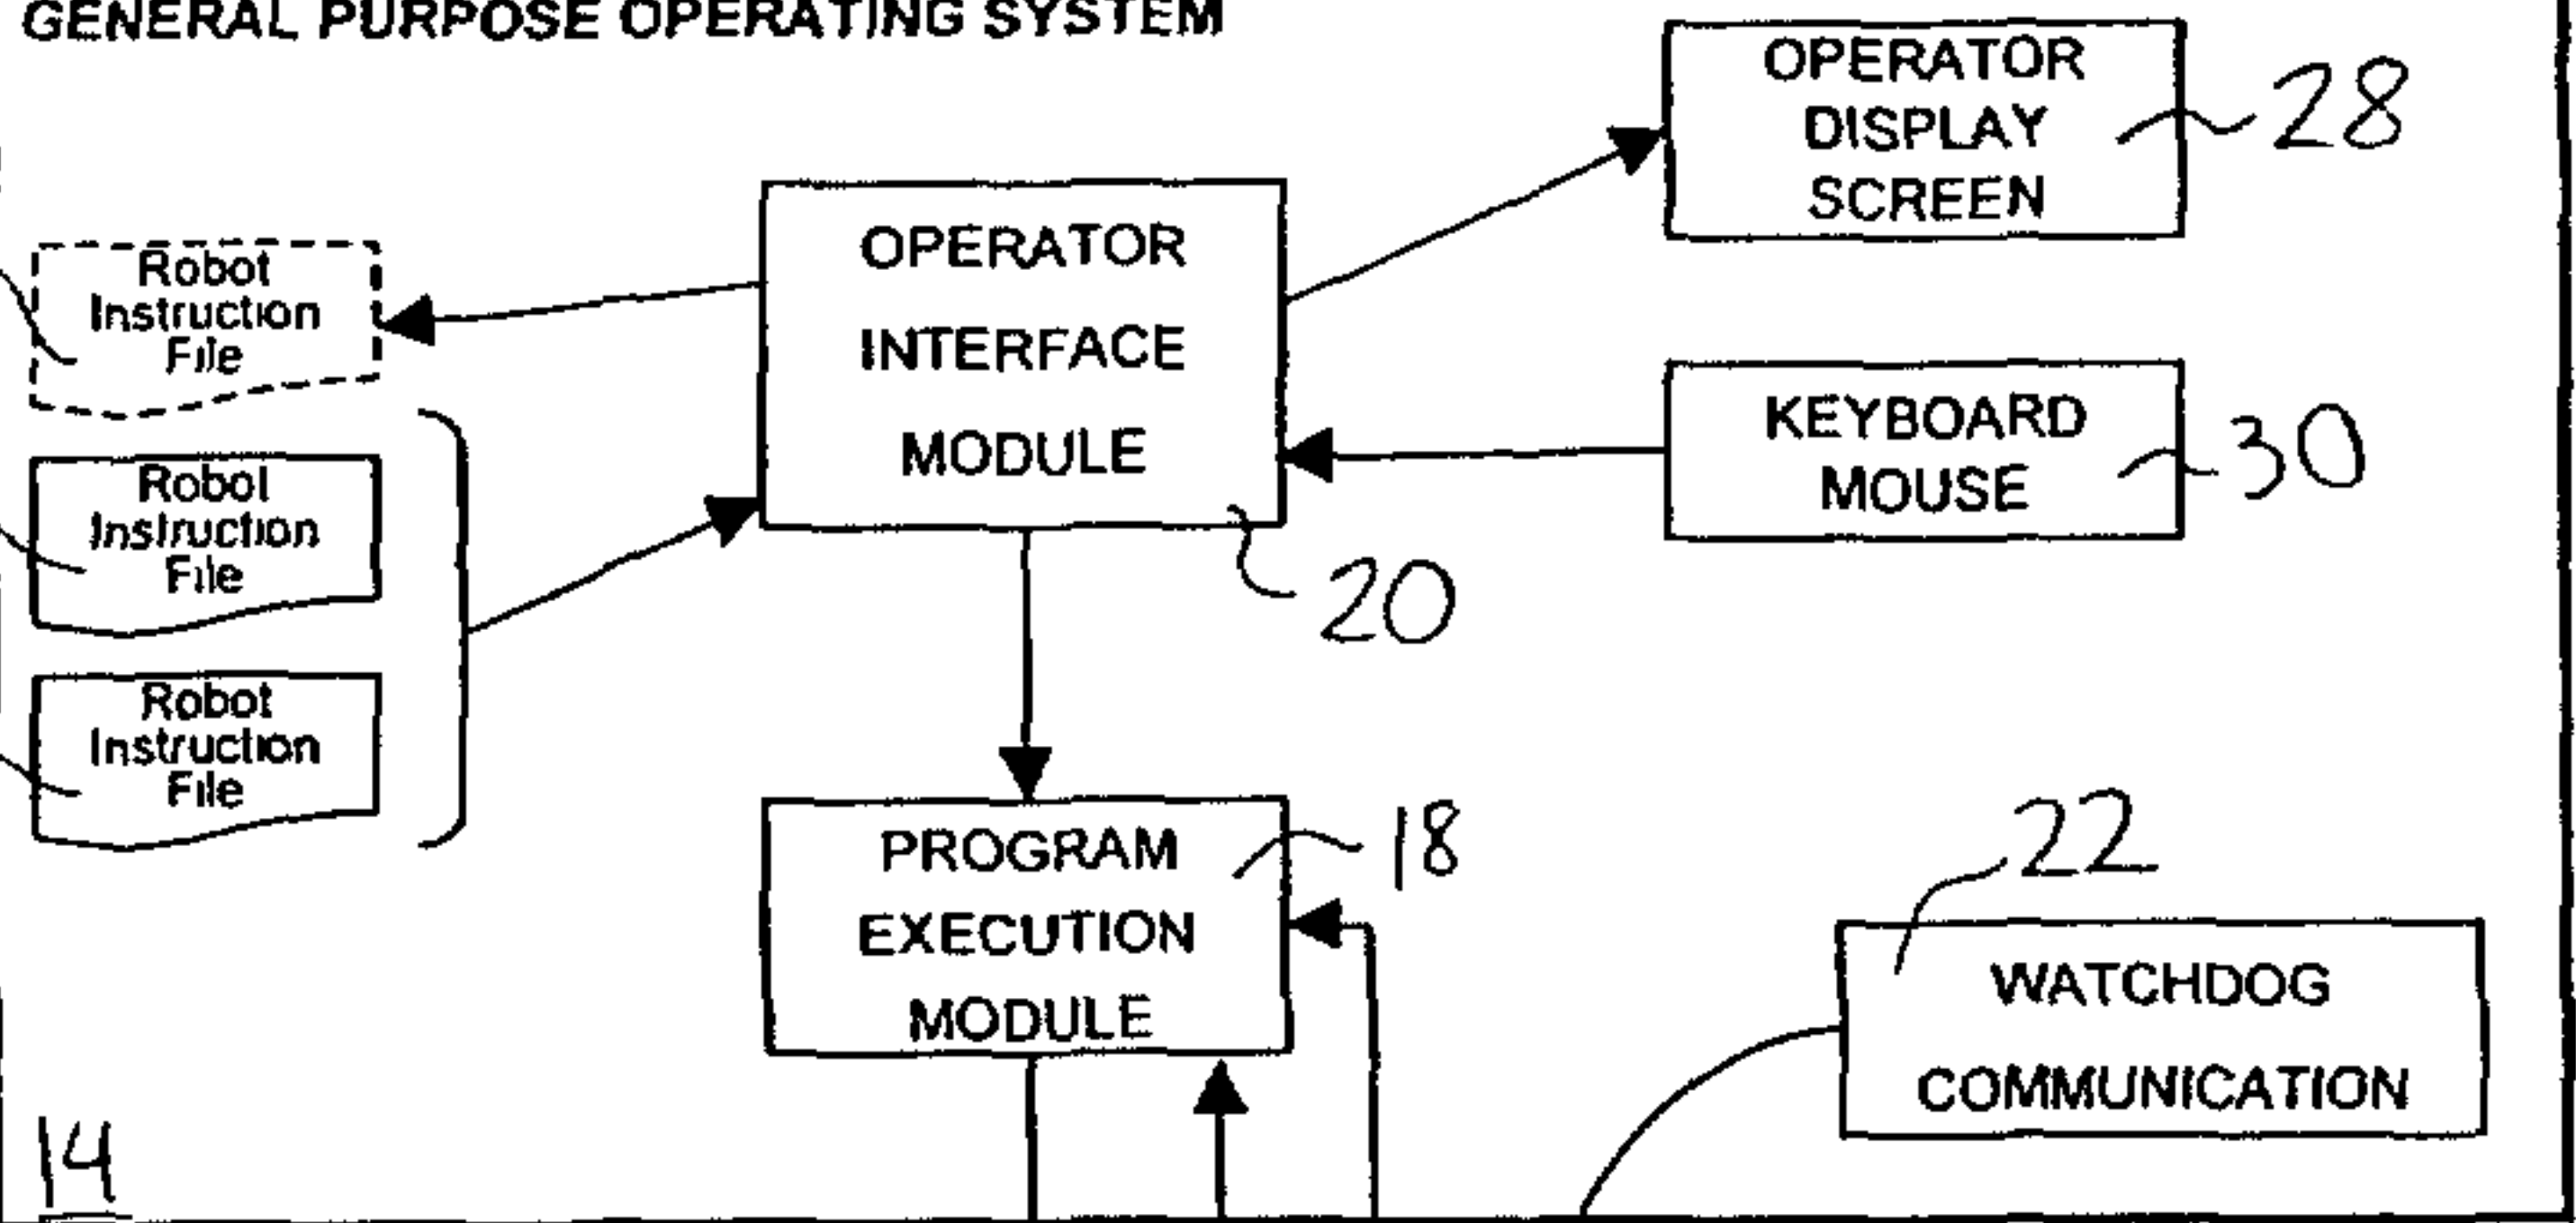 GENERAL PURPOSE OPERATING SYSTEM
OPERATOR
DISPLAY
SCREEN
28
Robot
Instruction
File
OPERATOR
INTERFACE
MODULE
20
KEYBOARD
MOUSE
30
Robot
Instruction
File
Robot
Instruction
File
PROGRAM
EXECUTION
MODULE
18
22
WATCHDOG
COMMUNICATION
14